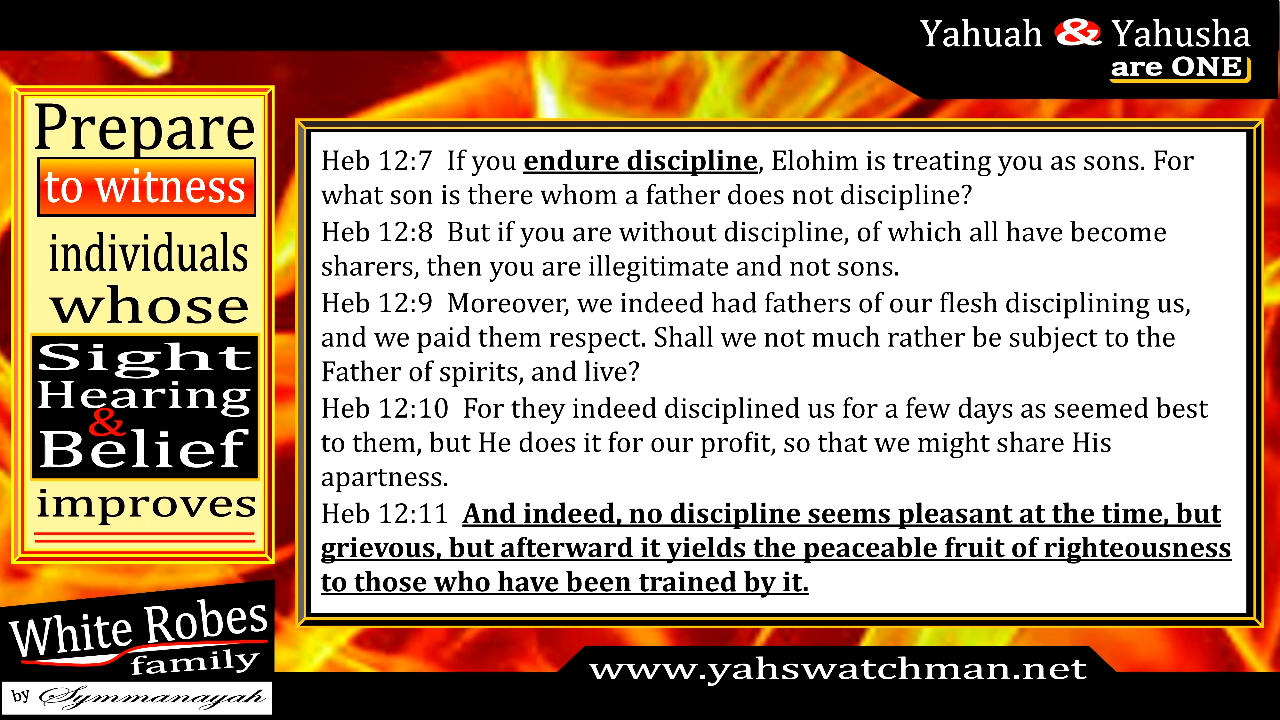 Yahuah & Yahusha
are ONE
Prepare
to witness
individuals
whose
Sight
Hearing
&
Belief
improves
Heb 12:7 If you endure discipline, Elohim is treating you as sons. For
what son is there whom a father does not discipline?
Heb 12:8 But if you are without discipline, of which all have become
sharers, then you are illegitimate and not sons.
Heb 12:9 Moreover, we indeed had fathers of our flesh disciplining us,
and we paid them respect. Shall we not much rather be subject to the
Father of spirits, and live?
Heb 12:10 For they indeed disciplined us for a few days as seemed best
to them, but He does it for our profit, so that we might share His
apartness.
Heb 12:11 And indeed, no discipline seems pleasant at the time, but
grievous, but afterward it yields the peaceable fruit of righteousness
to those who have been trained by it.
White Robes
family
by Symmanayah
www.yahswatchman.net